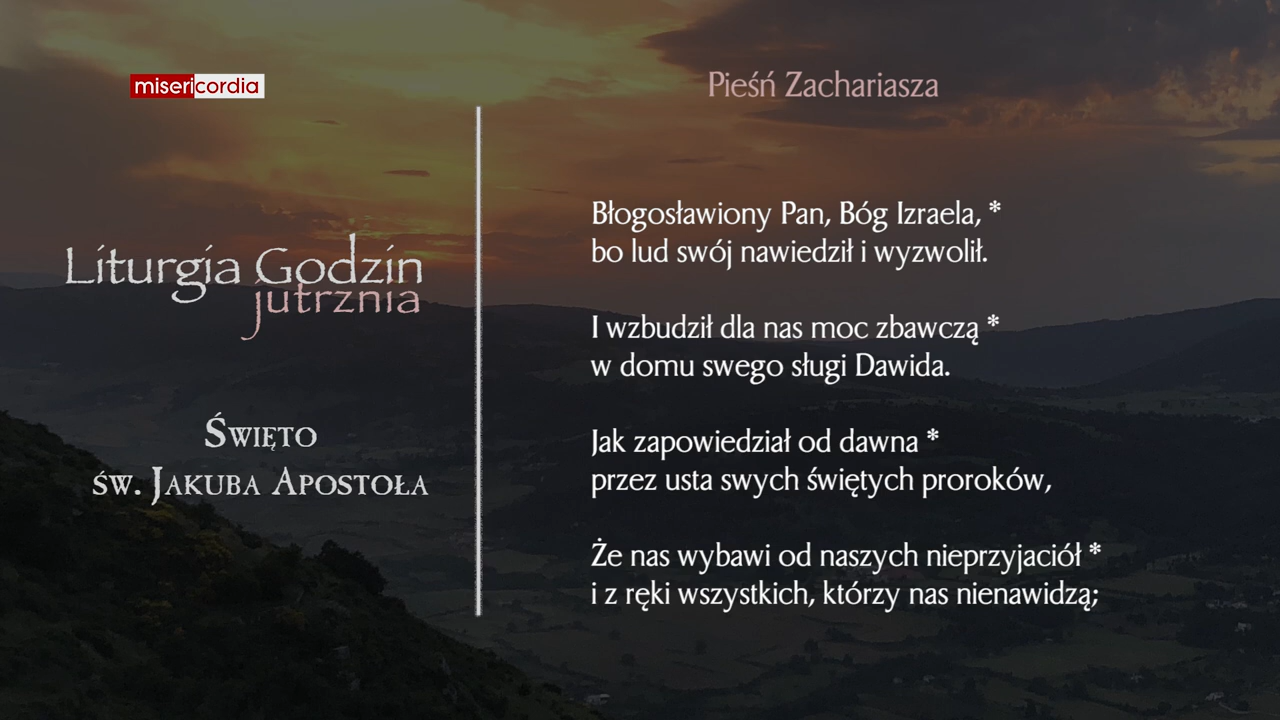 misericordia
Liturgia Godzin
jutrznia
Święto
św. Jakuba Apostoła
Pieśń Zachariasza
Błogosławiony Pan, Bóg Izraela, *
bo lud swój nawiedził i wyzwolił.
I wzbudził dla nas moc zbawczą *
w domu swego sługi Dawida.
Jak zapowiedział od dawna *
przez usta swych świętych proroków,
Że nas wybawi od naszych nieprzyjaciół *
i z ręki wszystkich, którzy nas nienawidzą;